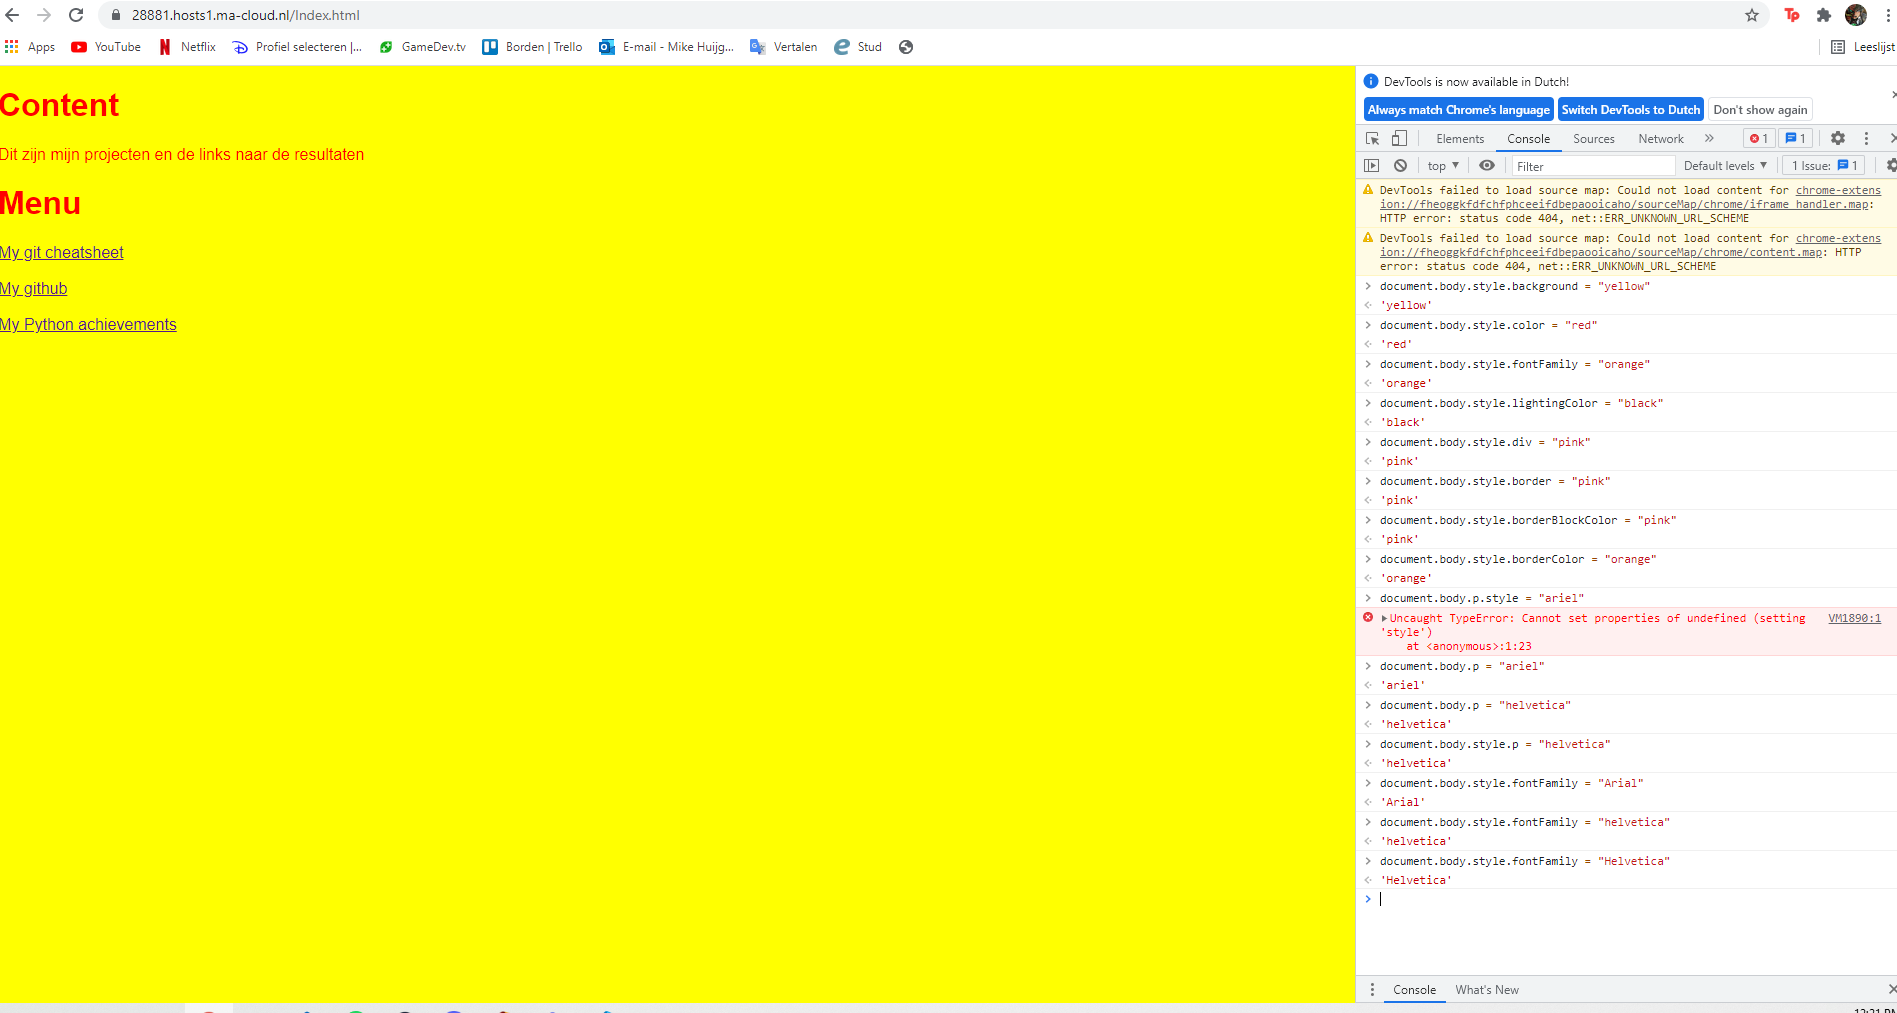 28881.hosts1.ma-cloud.nl/Index.html
Apps YouTube Netflix Profiel selecteren |... GameDev.tv Borden | Trello E-mail - Mike Huijg... Vertalen Stud Leeslijst
Content
Dit zijn mijn projecten en de links naar de resultaten
Menu
My git cheatsheet
My github
My Python achievements
DevTools is now available in Dutch!
Always match Chrome's language Switch DevTools to Dutch Don't show again
Elements Console Sources Network » 1 1
top ▼ Filter Default levels ▼ 1 Issue: 1
DevTools failed to load source map: Could not load content for chrome-extens
ion://fheoggkfdfchfphceeifdbepaooicaho/sourceMap/chrome/iframe_handler.map:
HTTP error: status code 404, net::ERR_UNKNOWN_URL_SCHEME
DevTools failed to load source map: Could not load content for chrome-extens
ion://fheoggkfdfchfphceeifdbepaooicaho/sourceMap/chrome/content.map: HTTP
error: status code 404, net::ERR_UNKNOWN_URL_SCHEME
document.body.style.background = "yellow"
'yellow'
document.body.style.color = "red"
'red'
document.body.style.fontFamily = "orange"
'orange'
document.body.style.lightingColor = "black"
'black'
document.body.style.div = "pink"
'pink'
document.body.style.border = "pink"
'pink'
document.body.style.borderBlockColor = "pink"
'pink'
document.body.style.borderColor = "orange"
'orange'
document.body.p.style = "ariel"
Uncaught TypeError: Cannot set properties of undefined (setting VM1890:1
'style')
at <anonymous>:1:23
document.body.p = "ariel"
'ariel'
document.body.p = "helvetica"
'helvetica'
document.body.style.p = "helvetica"
'helvetica'
document.body.style.fontFamily = "Arial"
'Arial'
document.body.style.fontFamily = "helvetica"
'helvetica'
document.body.style.fontFamily = "Helvetica"
'Helvetica'
Console What's New